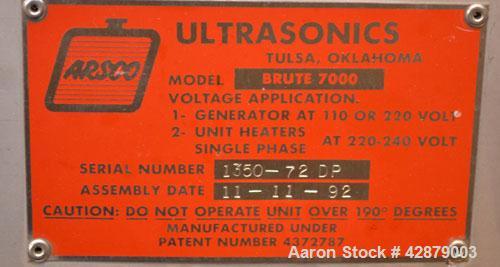 ARSCO
ULTRASONICS
TULSA, OKLAHOMA
MODEL BRUTE 7000
VOLTAGE APPLICATION.
1- GENERATOR AT 110 OR 220 VOLT
2- UNIT HEATERS AT 220-240 VOLT
SINGLE PHASE
SERIAL NUMBER 1350-72 DP
ASSEMBLY DATE 11-11-92
CAUTION: DO NOT OPERATE UNIT OVER 190° DEGREES
MANUFACTURED UNDER
PATENT NUMBER 4372787
Aaron Stock # 42879003